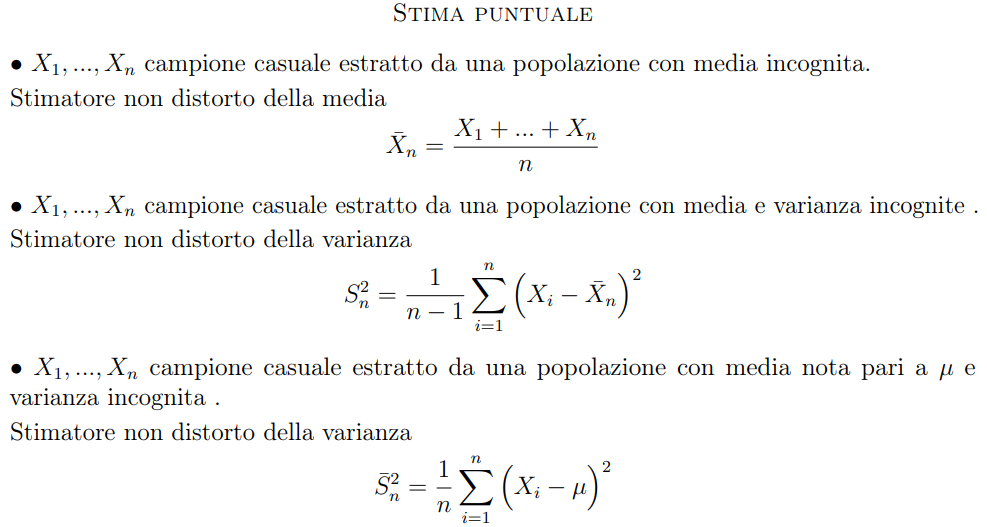 STIMA PUNTUALE
• $X_1, ..., X_n$ campione casuale estratto da una popolazione con media incognita.
Stimatore non distorto della media
$\bar{X}_n = \frac{X_1 + ... + X_n}{n}$
• $X_1, ..., X_n$ campione casuale estratto da una popolazione con media e varianza incognite .
Stimatore non distorto della varianza
$S_n^2 = \frac{1}{n-1} \sum_{i=1}^{n} \left( X_i - \bar{X}_n \right)^2$
• $X_1, ..., X_n$ campione casuale estratto da una popolazione con media nota pari a $\mu$ e
varianza incognita .
Stimatore non distorto della varianza
$\bar{S}_n^2 = \frac{1}{n} \sum_{i=1}^{n} \left( X_i - \mu \right)^2$